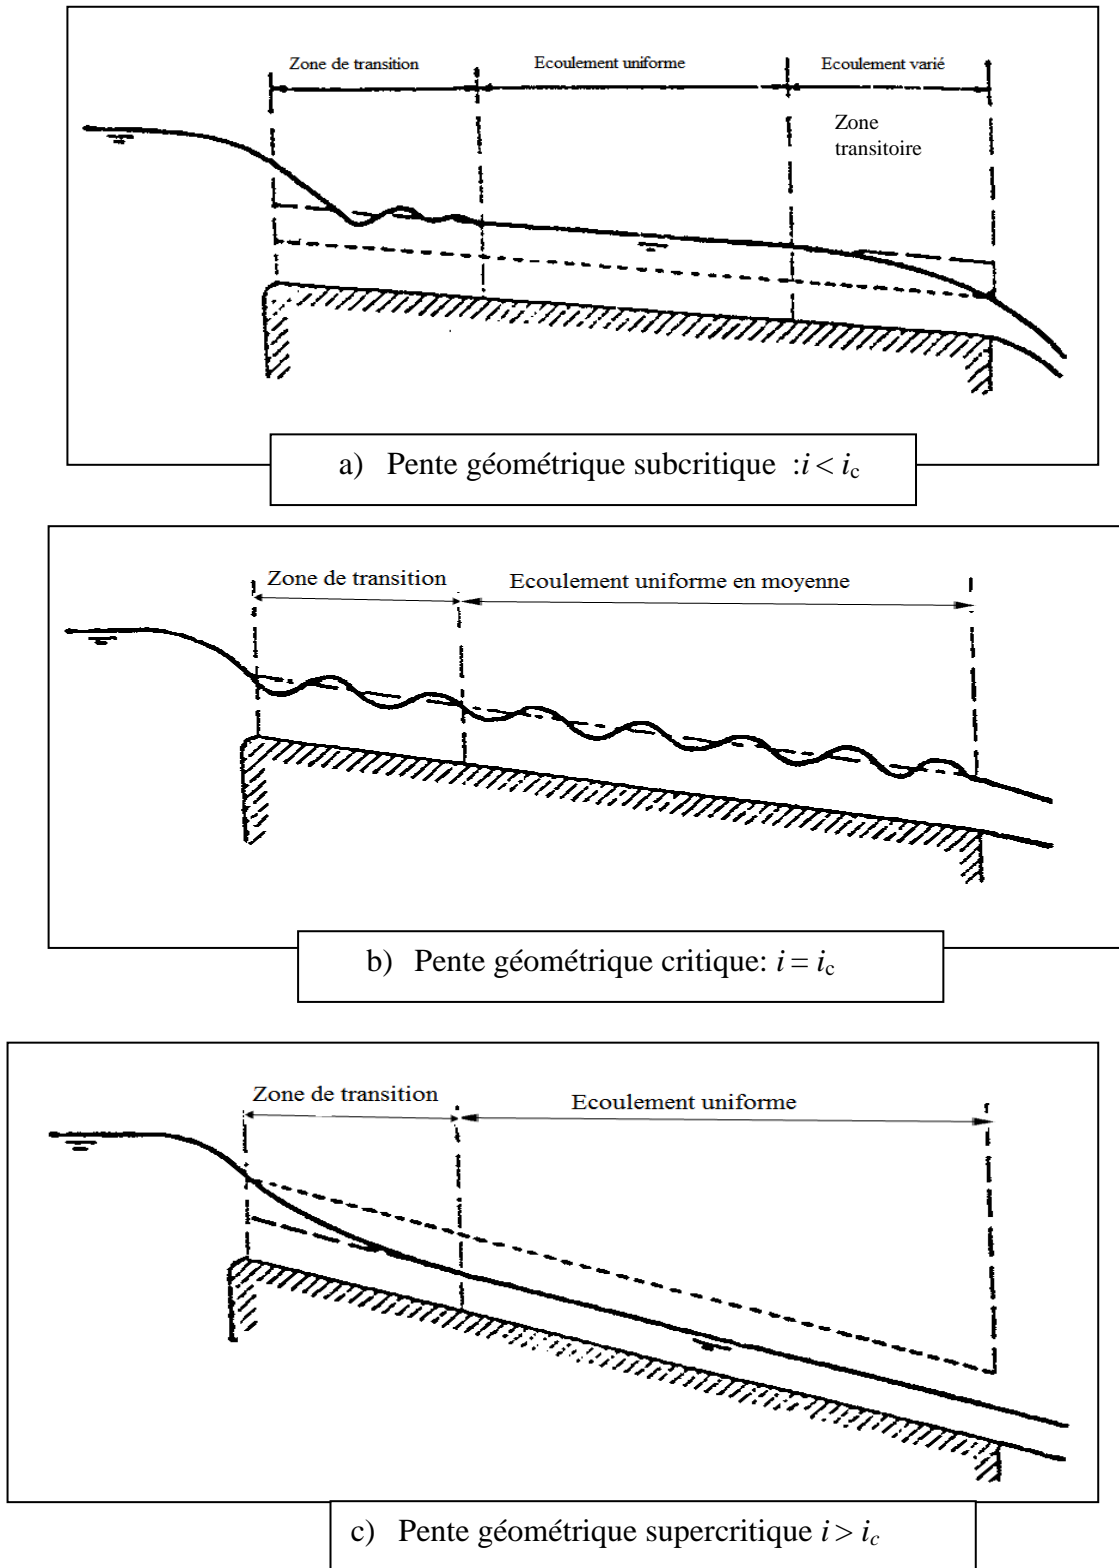 Zone de transition Ecoulement uniforme Ecoulement varié
Zone
transitoire
a) Pente géométrique subcritique :i < ic
Zone de transition Ecoulement uniforme en moyenne
b) Pente géométrique critique: i = ic
Zone de transition Ecoulement uniforme
c) Pente géométrique supercritique i > ic